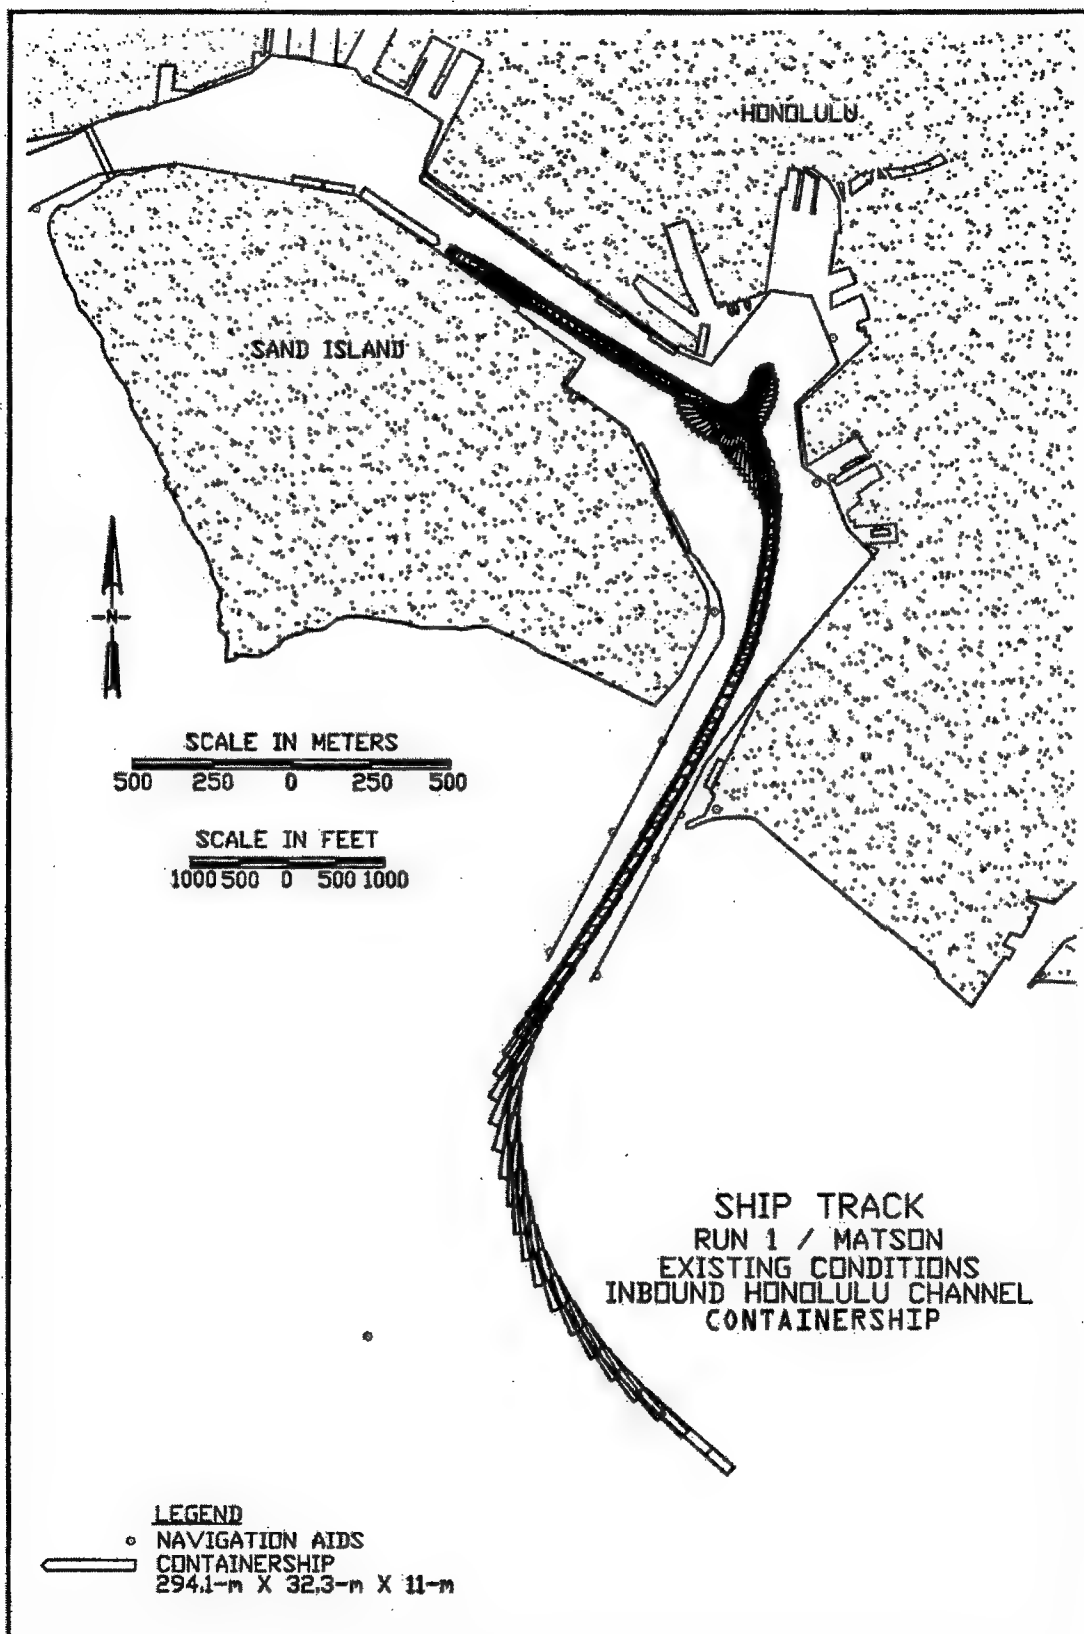 HONOLULU
SAND ISLAND
N
SCALE IN METERS
500 250 0 250 500
SCALE IN FEET
1000 500 0 500 1000
SHIP TRACK
RUN 1 / MATSON
EXISTING CONDITIONS
INBOUND HONOLULU CHANNEL
CONTAINERSHIP
LEGEND
NAVIGATION AIDS
CONTAINERSHIP
294.1-m X 32.3-m X 11-m